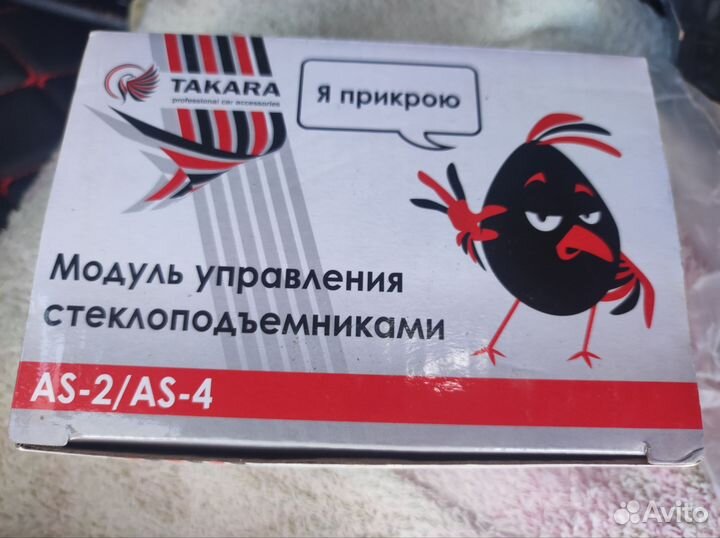 TAKARA
professional car accessories
Я прикрою
Модуль управления
стеклоподъемниками
AS-2/AS-4
Avito